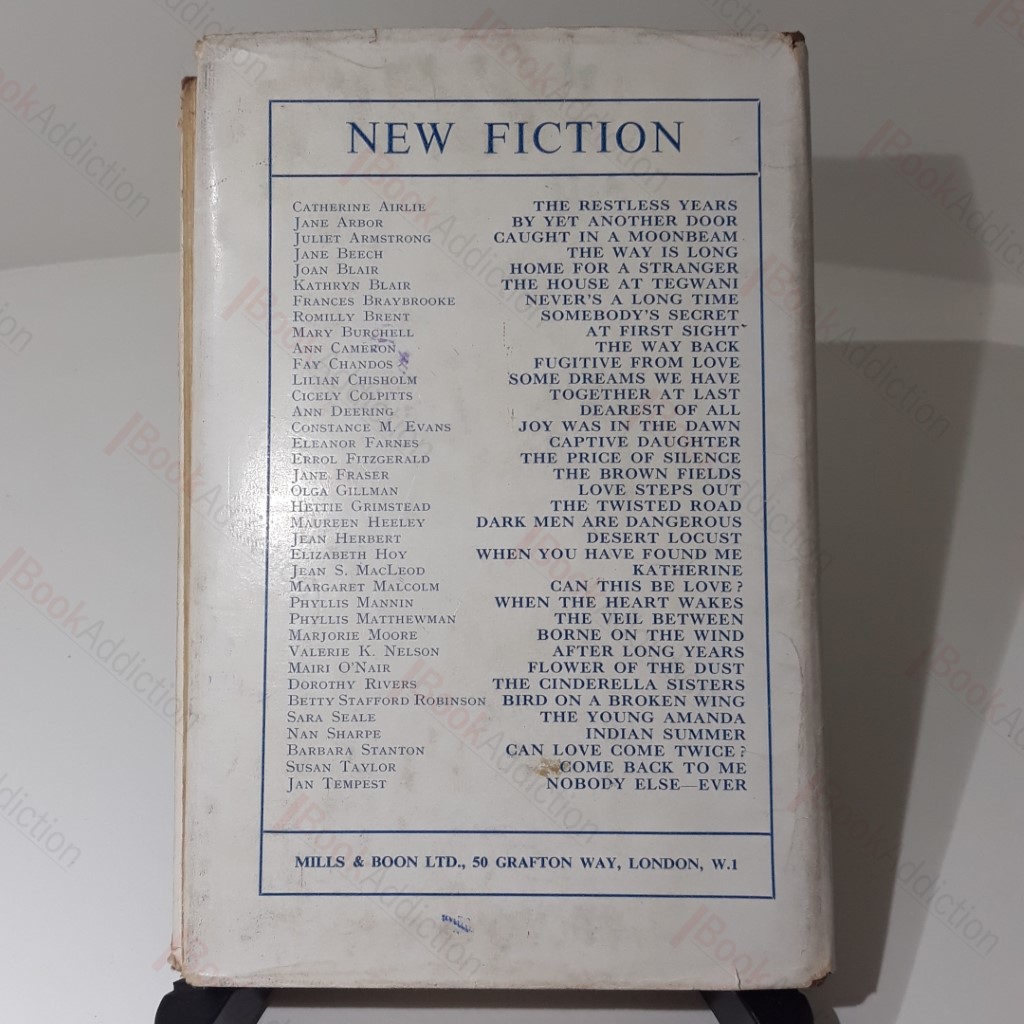 NEW FICTION
CATHERINE AIRLIE THE RESTLESS YEARS
JANE ARBOR BY YET ANOTHER DOOR
JULIET ARMSTRONG CAUGHT IN A MOONBEAM
JANE BEECH THE WAY IS LONG
JOAN BLAIR HOME FOR A STRANGER
KATHRYN BLAIR THE HOUSE AT TEGWANI
FRANCES BRAYBROOKE NEVER'S A LONG TIME
ROMILLY BRENT SOMEBODY'S SECRET
MARY BURCHELL AT FIRST SIGHT
ANN CAMERON THE WAY BACK
FAY CHANDOS FUGITIVE FROM LOVE
LILIAN CHISHOLM SOME DREAMS WE HAVE
CICELY COLPITTS TOGETHER AT LAST
ANN DEERING DEAREST OF ALL
CONSTANCE M. EVANS JOY WAS IN THE DAWN
ELEANOR FARNES CAPTIVE DAUGHTER
ERROL FITZGERALD THE PRICE OF SILENCE
JANE FRASER THE BROWN FIELDS
OLGA GILLMAN LOVE STEPS OUT
HETTIE GRIMSTEAD THE TWISTED ROAD
MAUREEN HEELEY DARK MEN ARE DANGEROUS
JEAN HERBERT DESERT LOCUST
ELIZABETH HOY WHEN YOU HAVE FOUND ME
JEAN S. MACLEOD KATHERINE
MARGARET MALCOLM CAN THIS BE LOVE?
PHYLLIS MANNIN WHEN THE HEART WAKES
PHYLLIS MATTHEWMAN THE VEIL BETWEEN
MARJORIE MOORE BORNE ON THE WIND
VALERIE K. NELSON AFTER LONG YEARS
MAIRI O'NAIR FLOWER OF THE DUST
DOROTHY RIVERS THE CINDERELLA SISTERS
BETTY STAFFORD ROBINSON BIRD ON A BROKEN WING
SARA SEALE THE YOUNG AMANDA
NAN SHARPE INDIAN SUMMER
BARBARA STANTON CAN LOVE COME TWICE?
SUSAN TAYLOR COME BACK TO ME
JAN TEMPEST NOBODY ELSE—EVER
MILLS & BOON LTD., 50 GRAFTON WAY, LONDON, W.1
BookAddiction